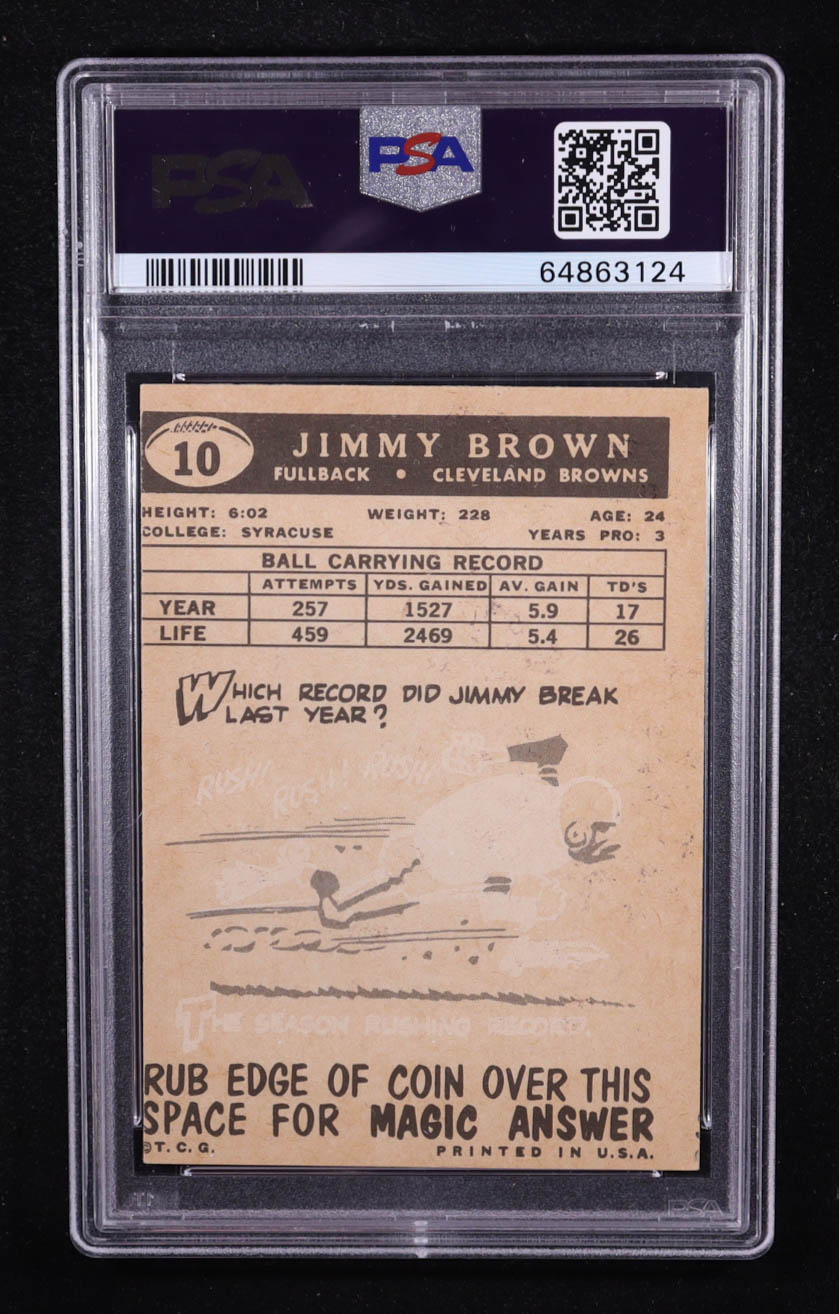 PSA
PSA
64863124
10
JIMMY BROWN
FULLBACK • CLEVELAND BROWNS
HEIGHT: 6:02 WEIGHT: 228 AGE: 24
COLLEGE: SYRACUSE YEARS PRO: 3
BALL CARRYING RECORD
ATTEMPTS YDS. GAINED AV. GAIN TD'S
YEAR 257 1527 5.9 17
LIFE 459 2469 5.4 26
WHICH RECORD DID JIMMY BREAK
LAST YEAR?
RUSH! RUSH! RUSH!
THE SEASON RUSHING RECORD.
RUB EDGE OF COIN OVER THIS
SPACE FOR MAGIC ANSWER
©T.C.G. PRINTED IN U.S.A.
PSA